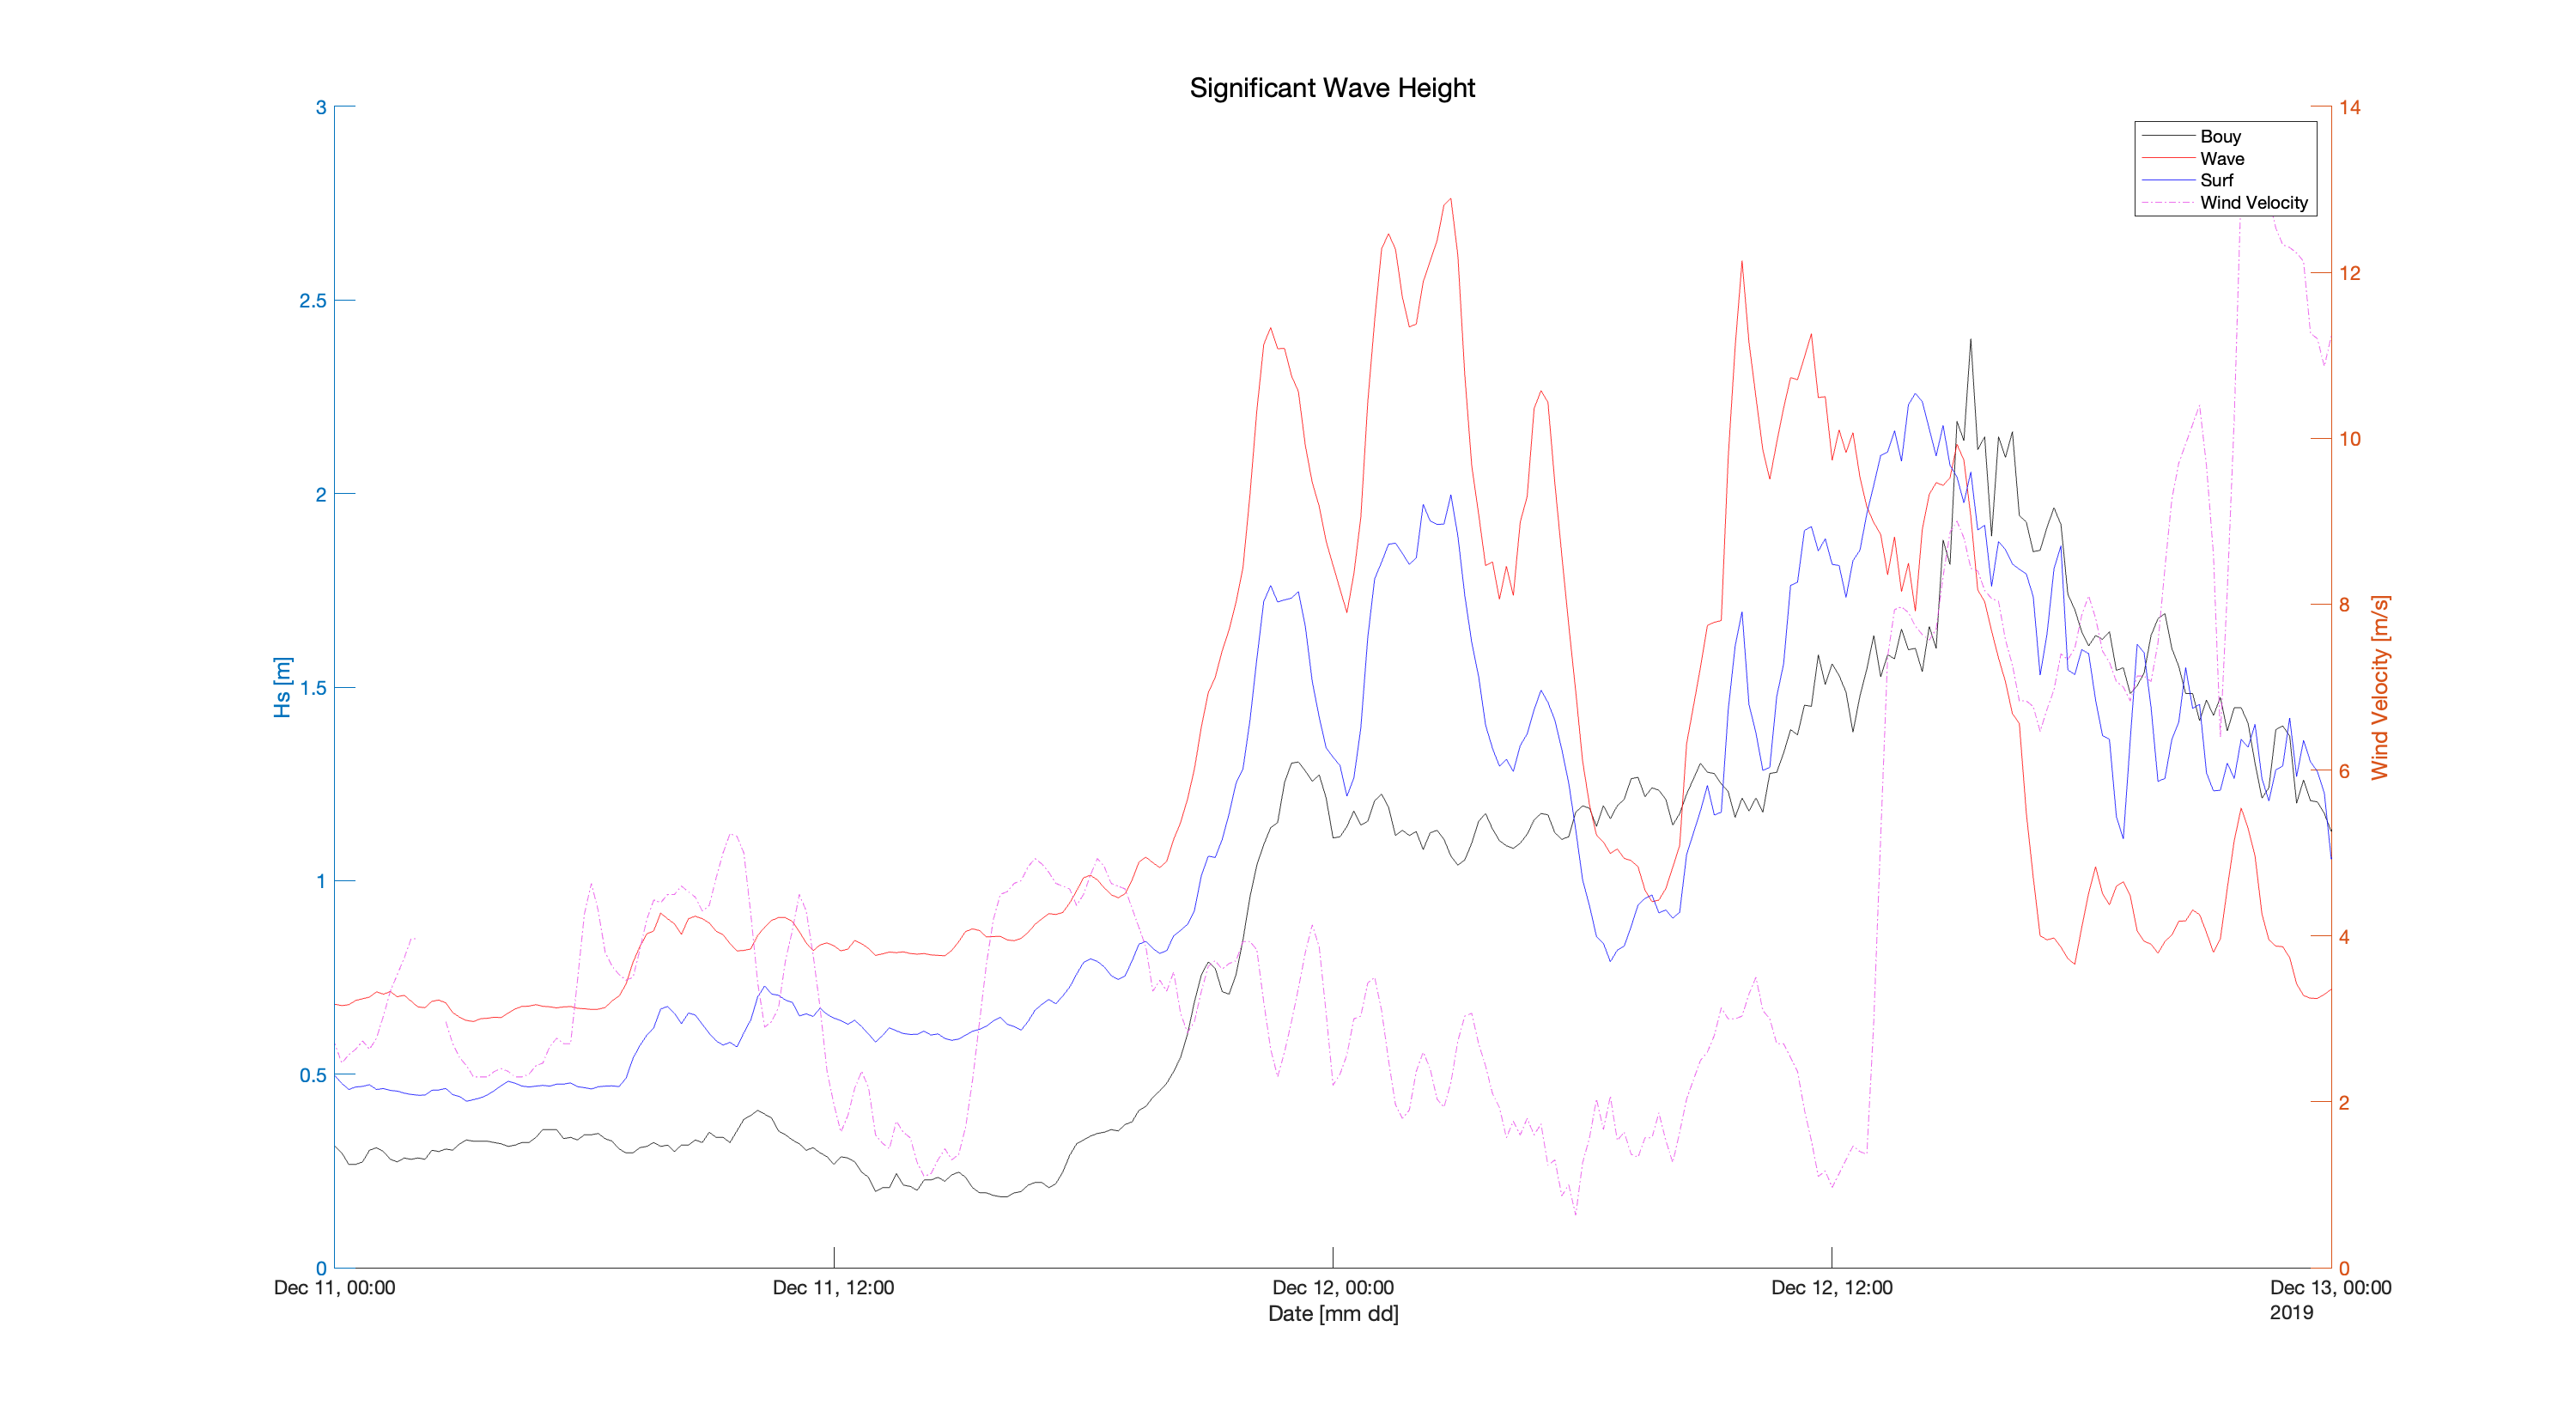 Significant Wave Height
3
2.5
2
1.5
1
0.5
0
Hs [m]
14
12
10
8
6
4
2
0
Wind Velocity [m/s]
Bouy
Wave
Surf
Wind Velocity
Dec 11, 00:00
Dec 11, 12:00
Dec 12, 00:00
Dec 12, 12:00
Dec 13, 00:00
2019
Date [mm dd]